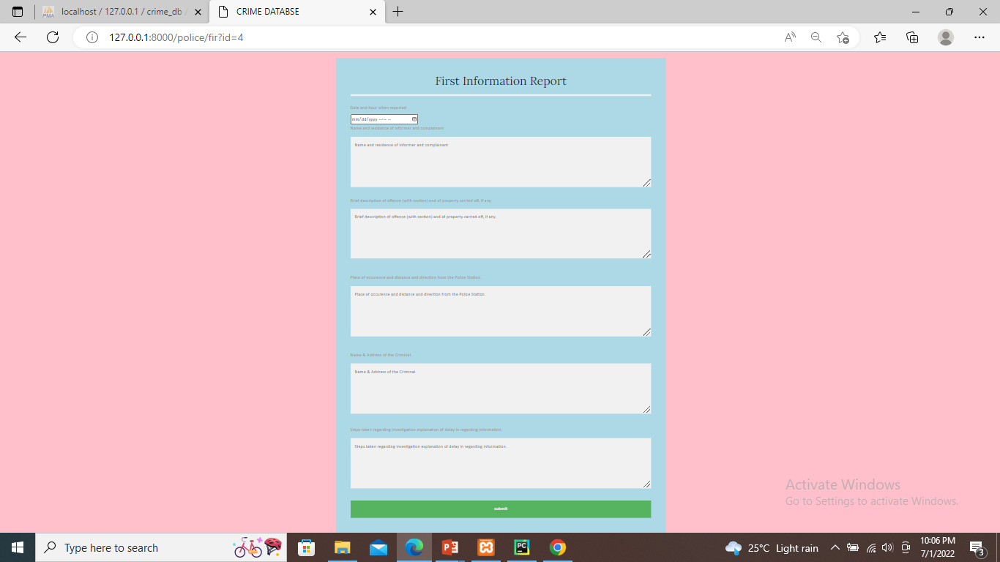 localhost / 127.0.0.1 / crime_db /
CRIME DATABSE
127.0.0.1:8000/police/fir?id=4
First Information Report
Date and hour when reported
mm/dd/yyyy --:-- --
Name and residence of informer and complainant
Name and residence of informer and complainant
Brief description of offence (with section) and of property carried off, if any.
Brief description of offence (with section) and of property carried off, if any.
Place of occurence and distance and direction from the Police Station.
Place of occurence and distance and direction from the Police Station.
Name & Address of the Criminal.
Name & Address of the Criminal.
Steps taken regarding investigation explanation of delay in regarding information.
Steps taken regarding investigation explanation of delay in regarding information.
submit
Activate Windows
Go to Settings to activate Windows.
Type here to search
25°C Light rain
10:06 PM
7/1/2022
3